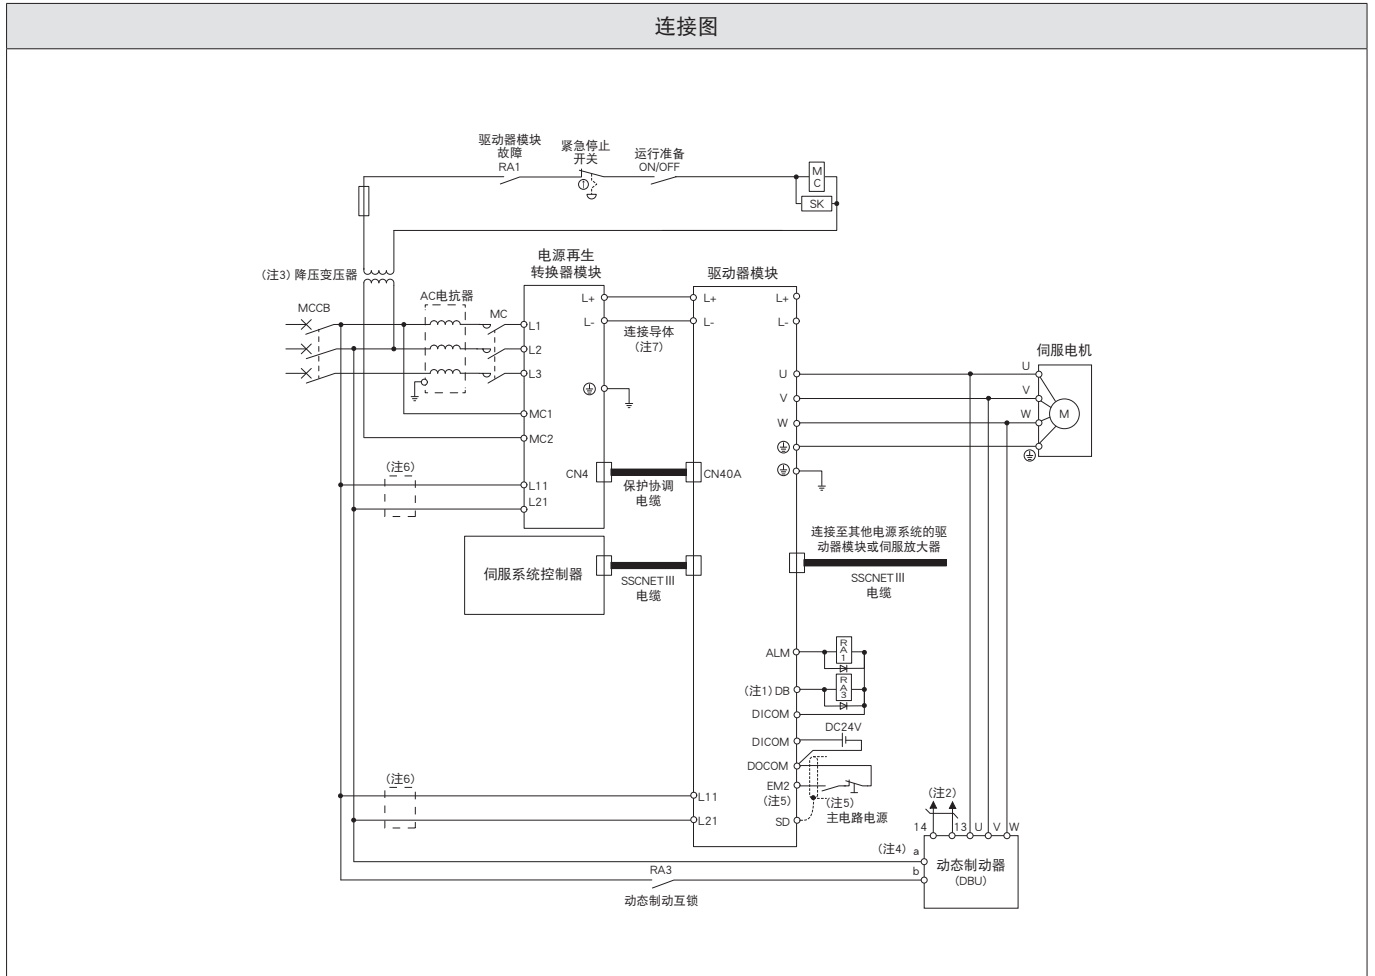 连接图
驱动器模块
故障
RA1
紧急停止
开关
运行准备
ON/OFF
M
C
SK
(注3) 降压变压器
电源再生
转换器模块
驱动器模块
AC电抗器
MCCB
MC
L+
L+
L+
L-
L-
L-
连接导体
(注7)
L1
L2
L3
MC1
MC2
伺服电机
U
U
V
V
W
W
M
(注6)
CN4
CN40A
保护协调
电缆
L11
L21
连接至其他电源系统的驱
动器模块或伺服放大器
伺服系统控制器
SSCNETⅢ
电缆
SSCNETⅢ
电缆
ALM
R
A
1
(注1) DB
R
A
3
DICOM
DC24V
DICOM
DOCOM
EM2
(注5)
(注5)
主电路电源
SD
(注6)
L11
L21
(注2)
14
13
U
V
W
(注4)
a
b
动态制动器
(DBU)
RA3
动态制动互锁